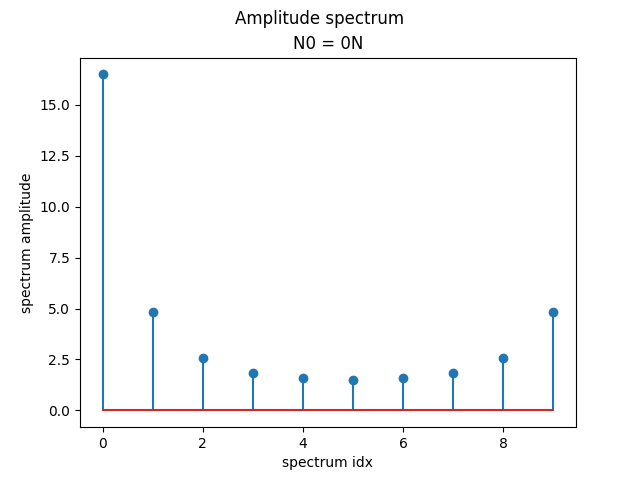 Amplitude spectrum
N0 = 0N
15.0
12.5
10.0
7.5
5.0
2.5
0.0
spectrum amplitude
0 2 4 6 8
spectrum idx